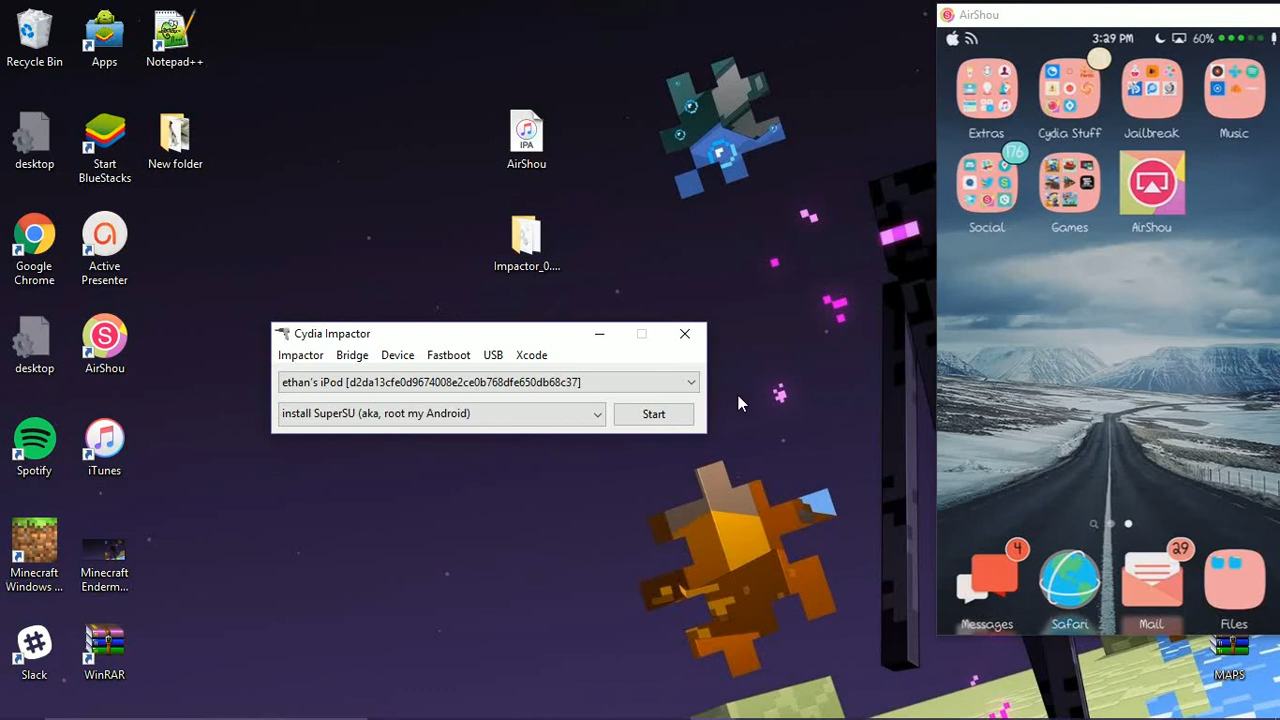 Recycle Bin
Apps
Notepad++
desktop
Start
BlueStacks
New folder
IPA
AirShou
Google
Chrome
Active
Presenter
Impactor_0....
desktop
AirShou
Spotify
iTunes
Minecraft
Windows ...
Minecraft
Enderm...
Slack
WinRAR
Cydia Impactor
Impactor Bridge Device Fastboot USB Xcode
ethan's iPod [d2da13cfe0d9674008e2ce0b768dfe650db68c37]
install SuperSU (aka, root my Android)
Start
AirShou
3:29 PM
60%
Extras
Cydia Stuff
Jailbreak
Music
176
Social
Games
AirShou
4
29
Messages
Safari
Mail
Files
MAPS